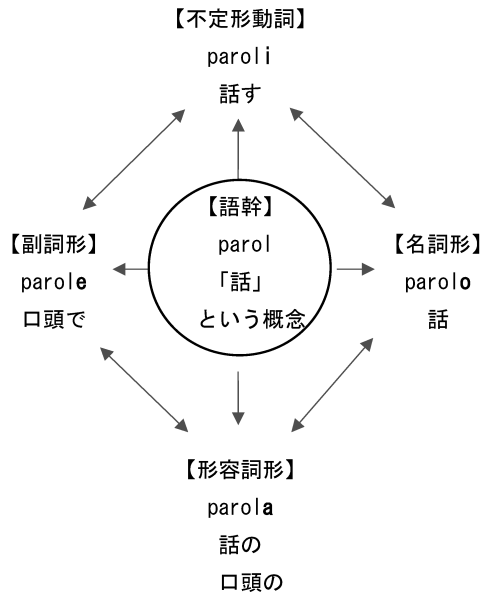 【不定形動詞】
paroli
話す
【語幹】
parol
「話」
という概念
【副詞形】
parole
口頭で
【名詞形】
parolo
話
【形容詞形】
parola
話の
口頭の